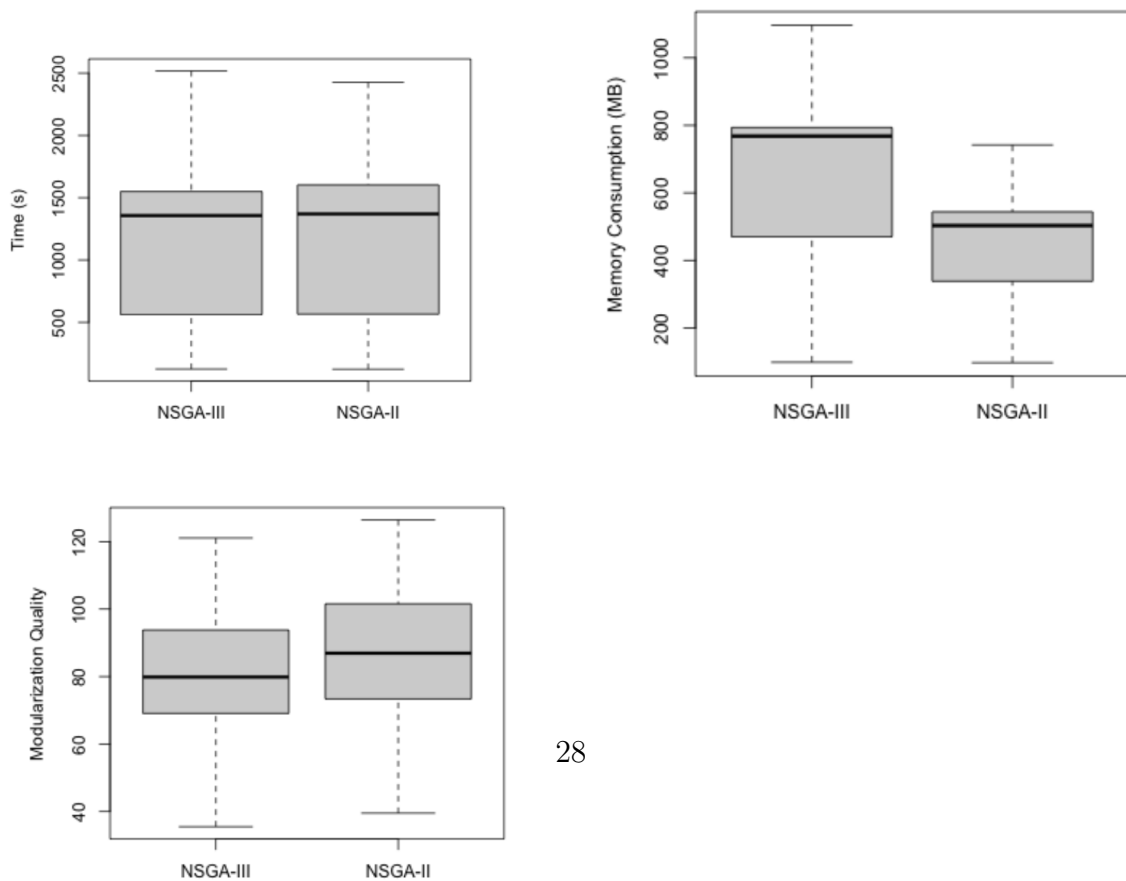 Time (s)
2500
2000
1500
1000
500
NSGA-III NSGA-II
Memory Consumption (MB)
1000
800
600
400
200
NSGA-III NSGA-II
Modularization Quality
120
100
80
60
40
NSGA-III NSGA-II
28